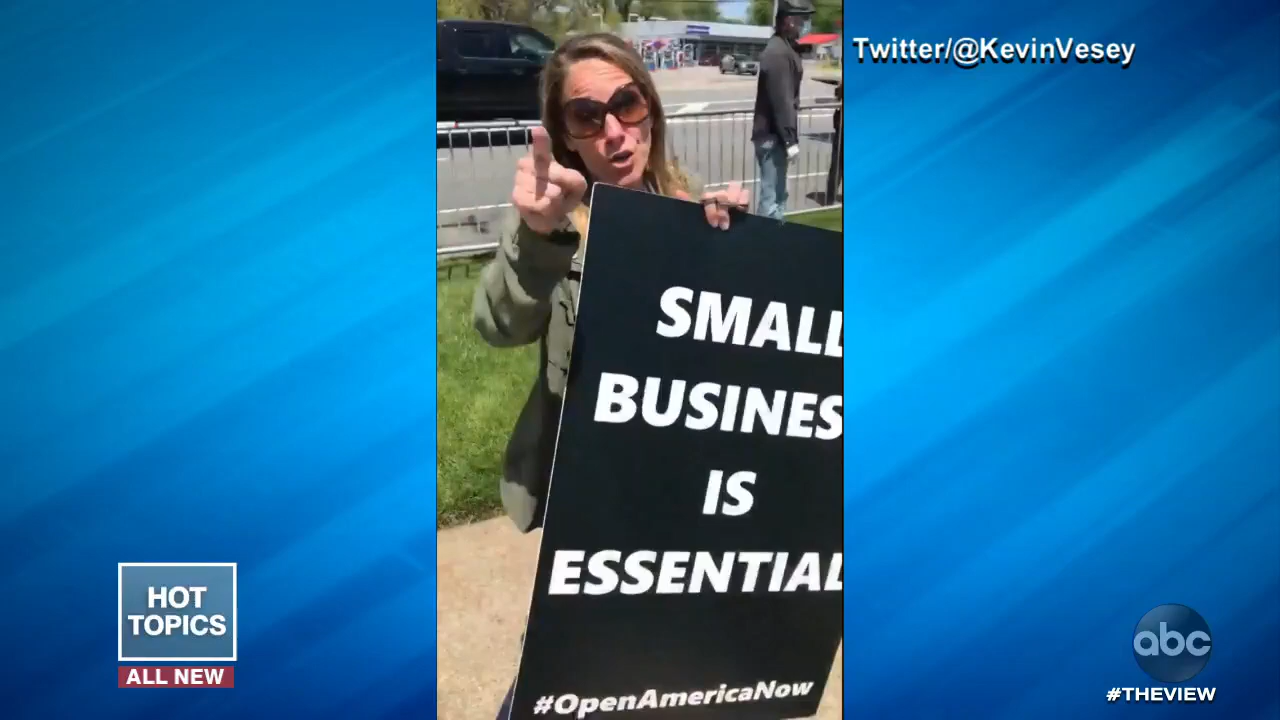 Twitter/@KevinVesey
SMALL
BUSINES
IS
ESSENTIAL
#OpenAmericaNow
HOT
TOPICS
ALL NEW
abc
#THEVIEW